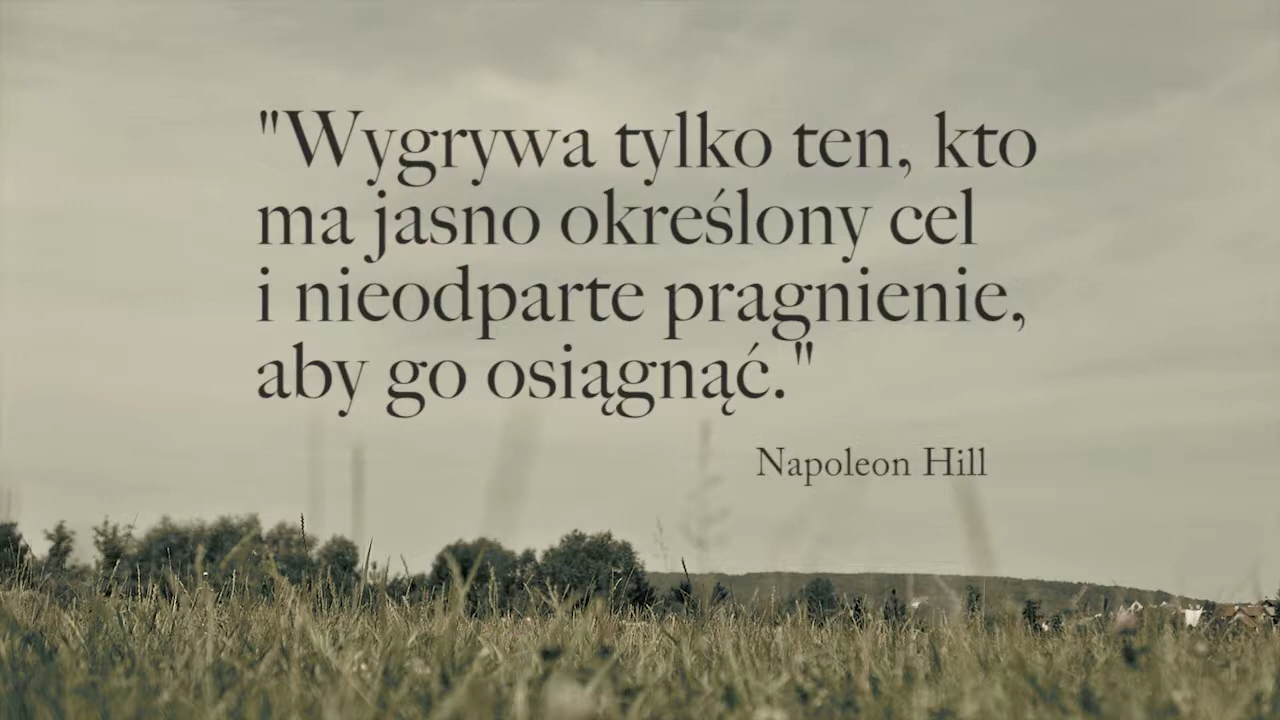 "Wygrywa tylko ten, kto
ma jasno określony cel
i nieodparte pragnienie,
aby go osiągnąć."
Napoleon Hill